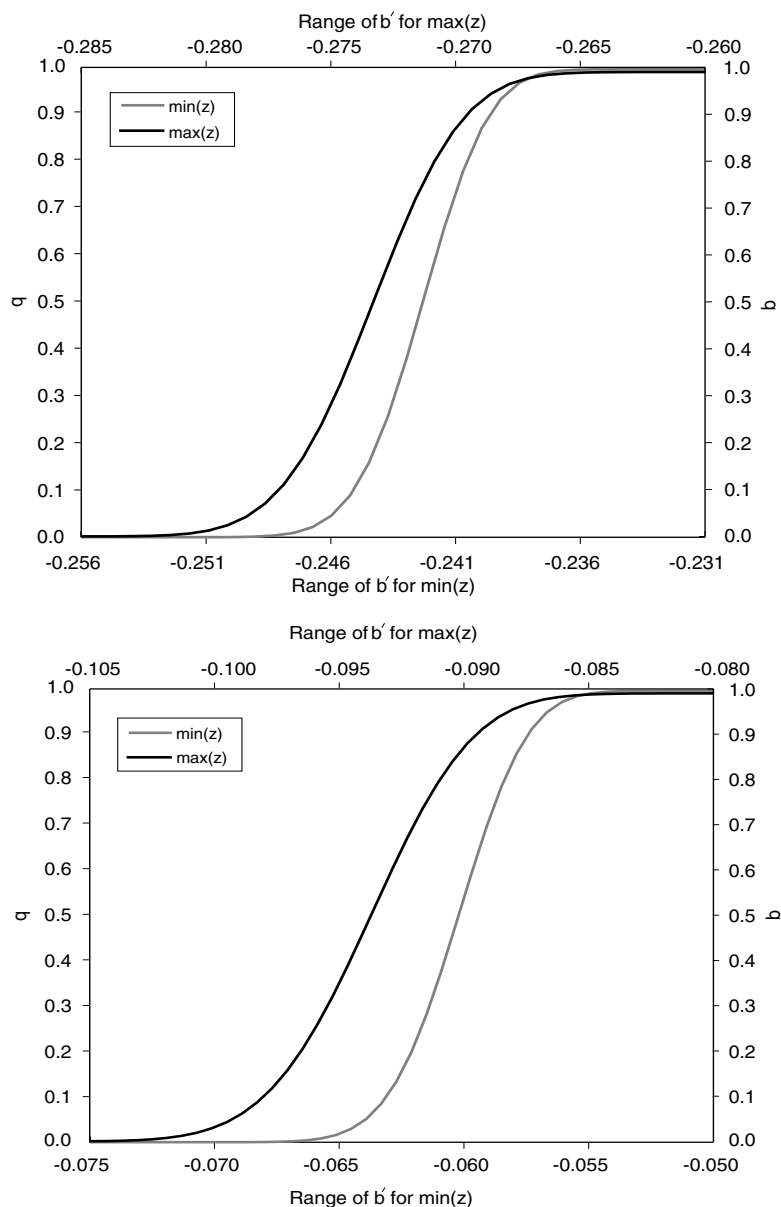 Range of b′ for max(z)
-0.285 -0.280 -0.275 -0.270 -0.265 -0.260
min(z)
max(z)
1.0 1.0
0.9 0.9
0.8 0.8
0.7 0.7
0.6 0.6
0.5 0.5
0.4 0.4
0.3 0.3
0.2 0.2
0.1 0.1
0.0 0.0
q
q
-0.256 -0.251 -0.246 -0.241 -0.236 -0.231
Range of b′ for min(z)
Range of b′ for max(z)
-0.105 -0.100 -0.095 -0.090 -0.085 -0.080
min(z)
max(z)
1.0 1.0
0.9 0.9
0.8 0.8
0.7 0.7
0.6 0.6
0.5 0.5
0.4 0.4
0.3 0.3
0.2 0.2
0.1 0.1
0.0 0.0
q
q
-0.075 -0.070 -0.065 -0.060 -0.055 -0.050
Range of b′ for min(z)